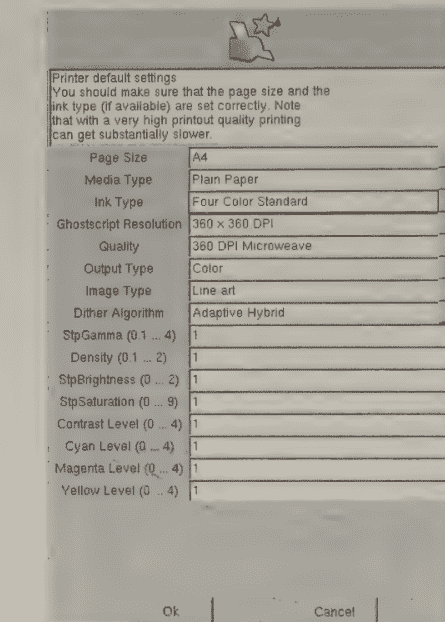 Printer default settings
You should make sure that the page size and the
ink type (if available) are set correctly. Note
that with a very high printout quality printing
can get substantially slower.
Page Size A4
Media Type Plain Paper
Ink Type Four Color Standard
Ghostscript Resolution 360 x 360 DPI
Quality 360 DPI Microweave
Output Type Color
Image Type Line art
Dither Algorithm Adaptive Hybrid
StpGamma (0.1 ... 4) 1
Density (0.1 ... 2) 1
StpBrightness (0 ... 2) 1
StpSaturation (0 ... 9) 1
Contrast Level (0 ... 4) 1
Cyan Level (0 ... 4) 1
Magenta Level (0 ... 4) 1
Yellow Level (0 ... 4) 1
Ok Cancel